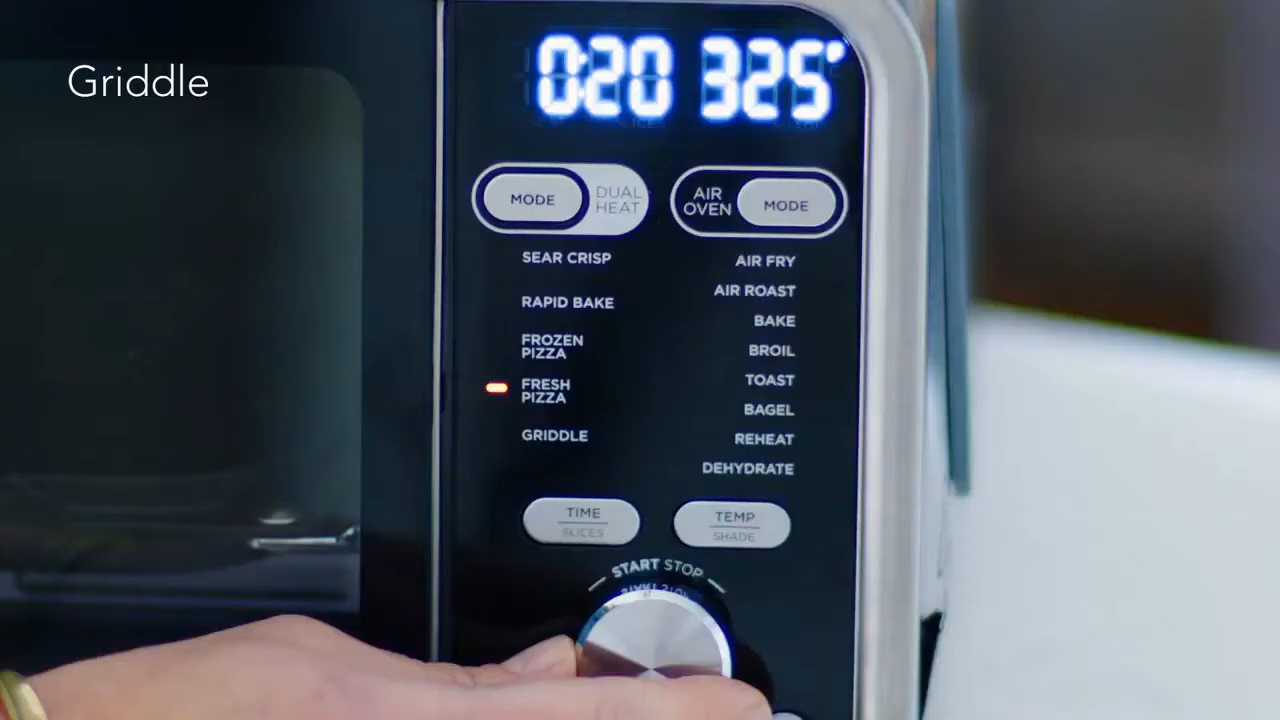 Griddle
0:20 325°
MODE
DUAL
HEAT
AIR
OVEN
MODE
SEAR CRISP
RAPID BAKE
FROZEN
PIZZA
FRESH
PIZZA
GRIDDLE
AIR FRY
AIR ROAST
BAKE
BROIL
TOAST
BAGEL
REHEAT
DEHYDRATE
TIME
SLICES
TEMP
SHADE
START STOP